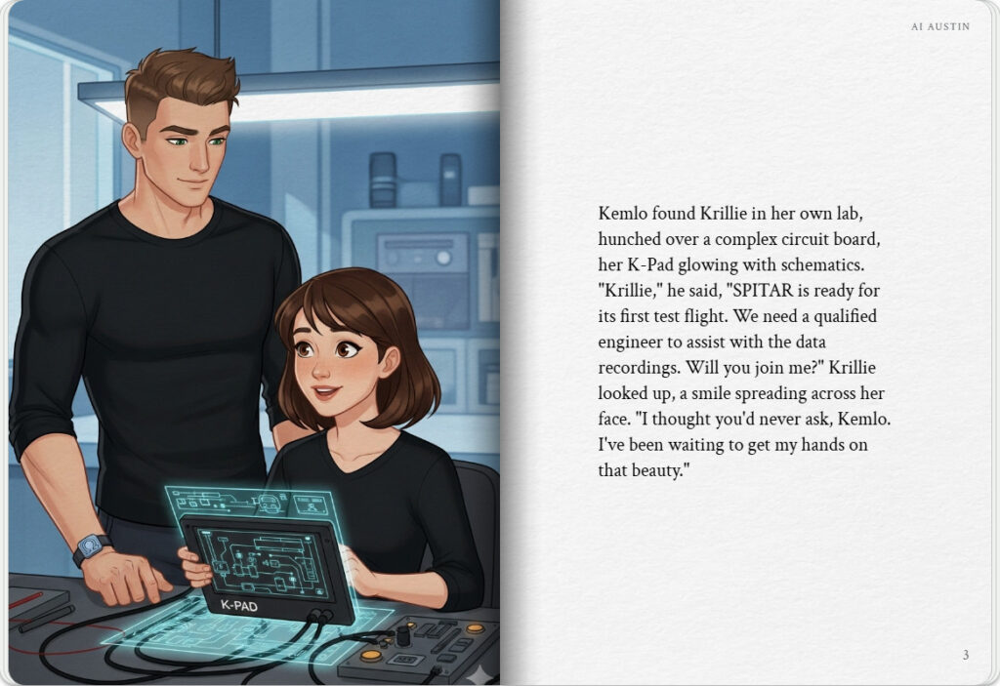 K-PAD
AI AUSTIN
Kemlo found Krillie in her own lab,
hunched over a complex circuit board,
her K-Pad glowing with schematics.
"Krillie," he said, "SPITAR is ready for
its first test flight. We need a qualified
engineer to assist with the data
recordings. Will you join me?" Krillie
looked up, a smile spreading across her
face. "I thought you'd never ask, Kemlo.
I've been waiting to get my hands on
that beauty."
3